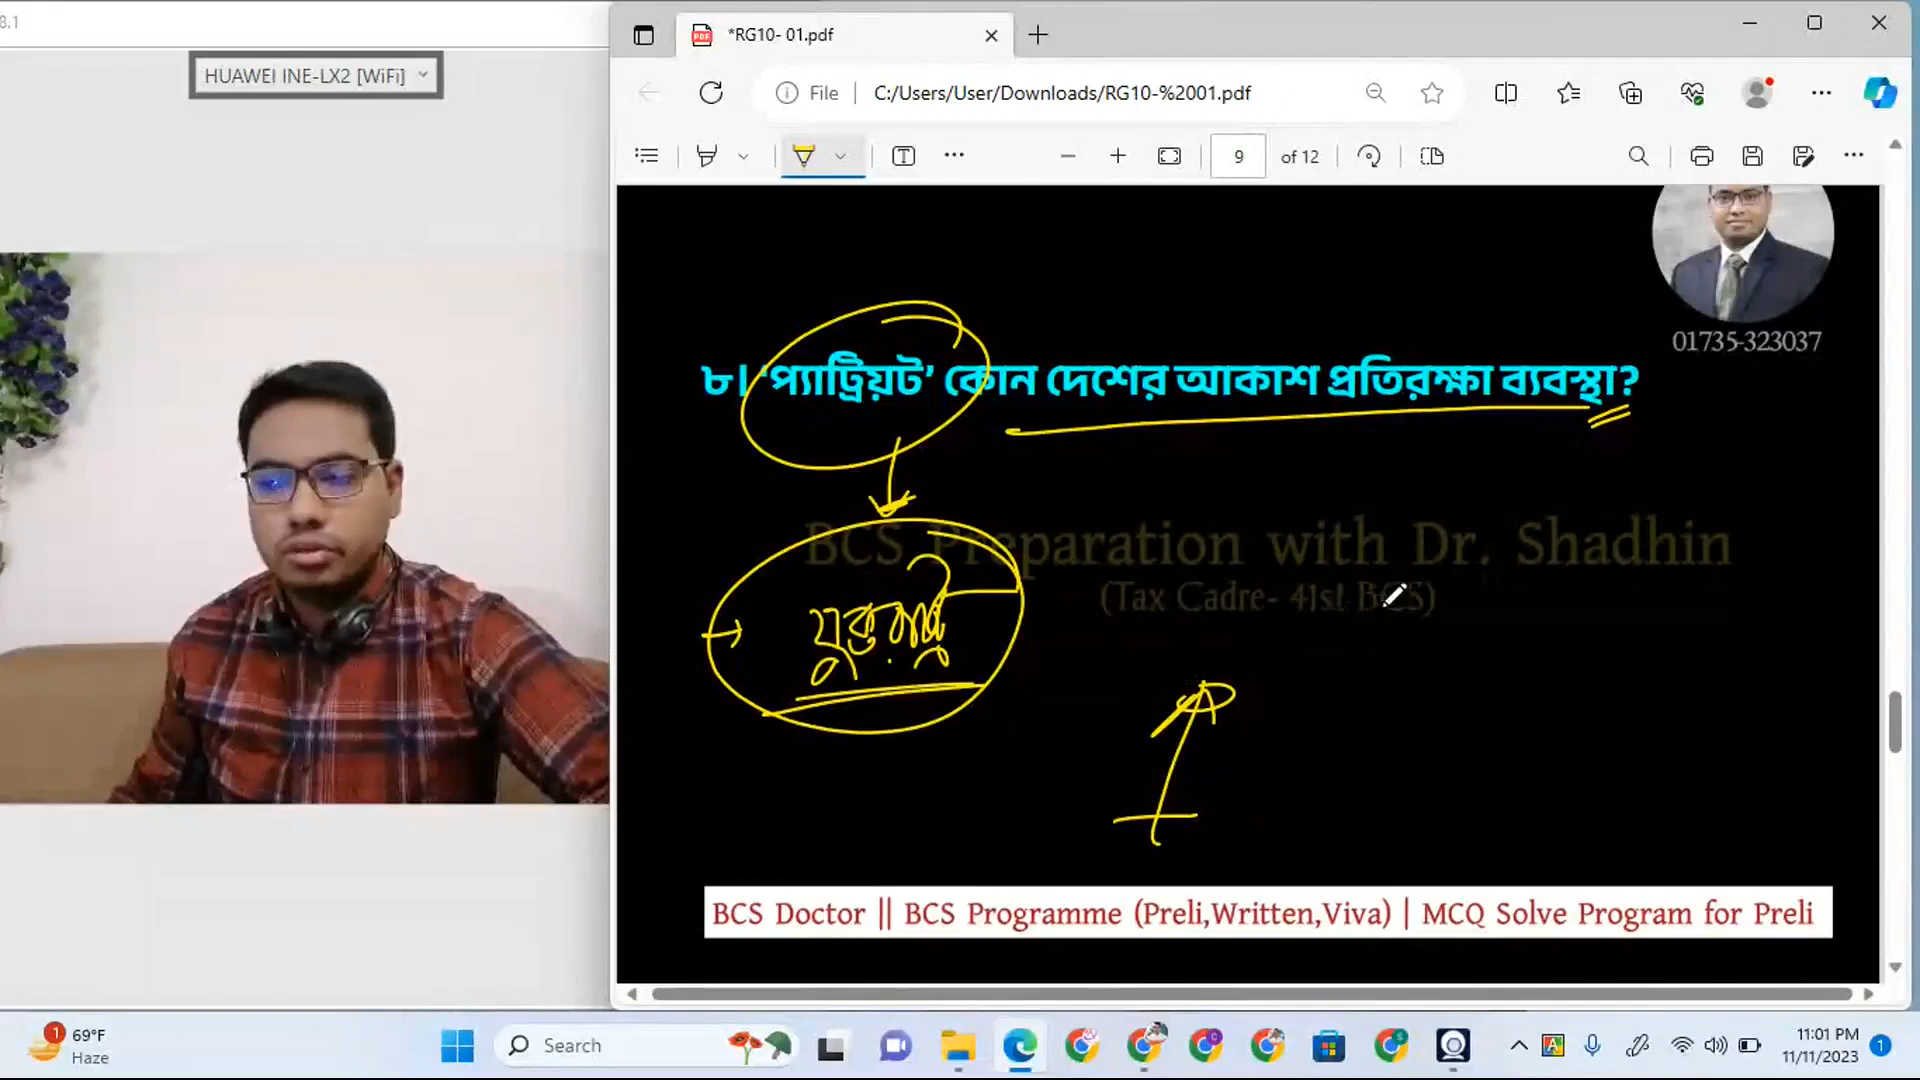 8.1
HUAWEI INE-LX2 [WiFi]
*RG10- 01.pdf
File
C:/Users/User/Downloads/RG10-%2001.pdf
9 of 12
01735-323037
৮। ‘প্যাট্রিয়ট’ কোন দেশের আকাশ প্রতিরক্ষা ব্যবস্থা?
BCS Preparation with Dr. Shadhin
(Tax Cadre- 41st BCS)
যুক্তরাষ্ট্র
BCS Doctor || BCS Programme (Preli,Written,Viva) | MCQ Solve Program for Preli
1
69°F
Haze
Search
11:01 PM
11/11/2023
1